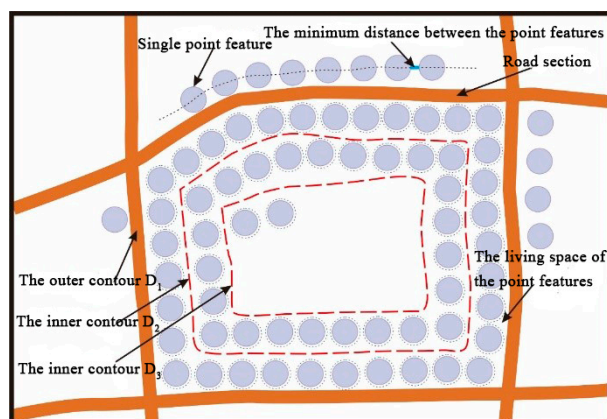 The minimum distance between the point features
Single point feature
Road section
The living space of
the point features
The outer contour D1
The inner contour D2
The inner contour D3